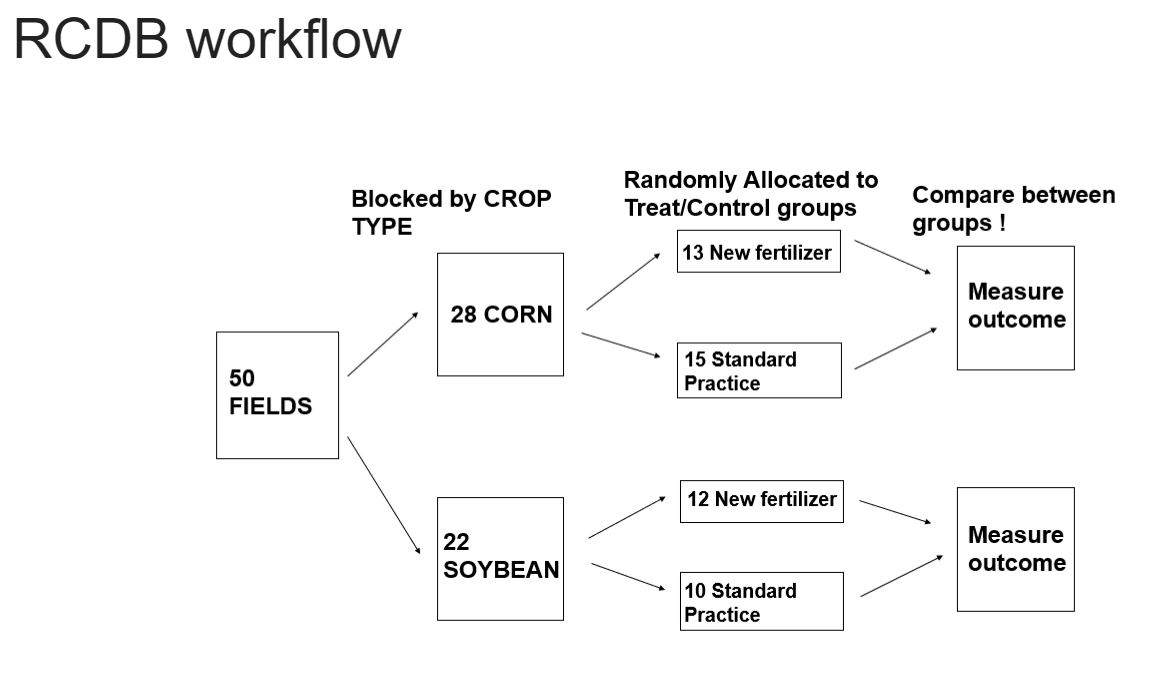 RCDB workflow
Blocked by CROP
TYPE
Randomly Allocated to
Treat/Control groups
Compare between
groups !
50
FIELDS
28 CORN
13 New fertilizer
15 Standard
Practice
Measure
outcome
22
SOYBEAN
12 New fertilizer
10 Standard
Practice
Measure
outcome